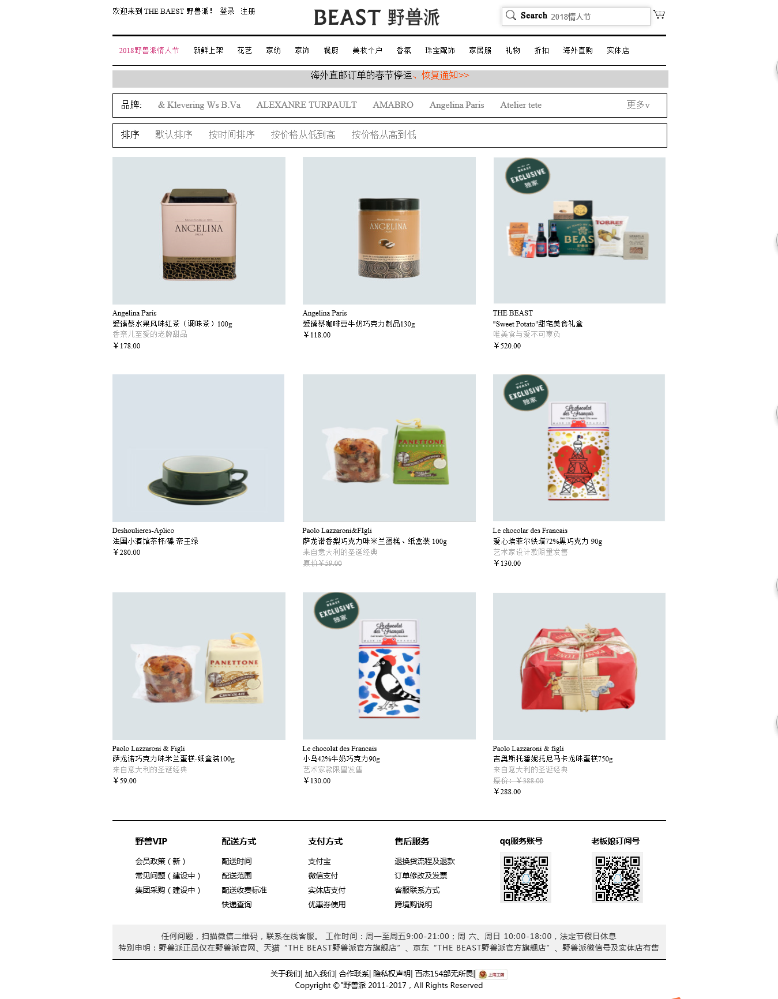 欢迎来到 THE BAEST 野兽派！ 登录 注册
BEAST 野兽派
Search 2018情人节
2018野兽派情人节 新鲜上架 花艺 家纺 家饰 餐厨 美妆个户 香氛 珠宝配饰 家居服 礼物 折扣 海外直购 实体店
海外直邮订单的春节停运、恢复通知>>
品牌: & Klevering Ws B.Va ALEXANRE TURPAULT AMABRO Angelina Paris Atelier tete 更多v
排序 默认排序 按时间排序 按价格从低到高 按价格从高到低
ANGELINA
PARIS
THE AROMATISE MONT BLANC
MONT BLANC FLAVOURED TEA
ANGELINA
PARIS
BEAST
EXCLUSIVE
独家
TORRES
GRANOLA
BEAS
野兽派
Angelina Paris
爱臻蔡水果风味红茶（调味茶）100g
香奈儿至爱的老牌甜品
￥178.00
Angelina Paris
爱臻蔡咖啡豆牛奶巧克力制品130g
￥118.00
THE BEAST
"Sweet Potato"甜宅美食礼盒
唯美食与爱不可辜负
￥520.00
PANETTONE
ANTICA RICETTA
CHIOSTRO DI SARONNO
BEAST
EXCLUSIVE
独家
Le chocolat
des Français
MADE IN FRANCE
Deshoulieres-Aplico
法国小酒馆茶杯/碟 帝王绿
￥280.00
Paolo Lazzaroni&FIgli
萨龙诺香梨巧克力味米兰蛋糕、纸盒装 100g
来自意大利的圣诞经典
原价￥59.00
Le chocolar des Francais
爱心埃菲尔铁塔72%黑巧克力 90g
艺术家设计款限量发售
￥130.00
PANETTONE
ANTICA RICETTA
CHIOSTRO DI SARONNO
CHOCOLATE
BEAST
EXCLUSIVE
独家
Le chocolat
des Français
MADE IN FRANCE
Paolo Lazzaroni & Figli
萨龙诺巧克力味米兰蛋糕-纸盒装100g
来自意大利的圣诞经典
￥59.00
Le chocolat des Francais
小鸟42%牛奶巧克力90g
艺术家款限量发售
￥130.00
Paolo Lazzaroni & figli
吉奥斯托潘妮托尼马卡龙味蛋糕750g
来自意大利的圣诞经典
原价：￥388.00
￥288.00
野兽VIP 配送方式 支付方式 售后服务 qq服务账号 老板娘订阅号
会员政策（新） 配送时间 支付宝 退换货流程及退款
常见问题（建设中） 配送范围 微信支付 订单修改及发票
集团采购（建设中） 配送收费标准 实体店支付 客服联系方式
快递查询 优惠券使用 跨境购说明
任何问题，扫描微信二维码，联系在线客服。 工作时间：周一至周五9:00-21:00；周 六、周日 10:00-18:00，法定节假日休息
特别申明：野兽派正品仅在野兽派官网、天猫“THE BEAST野兽派官方旗舰店”、京东“THE BEAST野兽派官方旗舰店”、野兽派微信号及实体店有售
关于我们| 加入我们| 合作联系| 隐私权声明| 百杰154部无所畏| 上海工商
Copyright ©"野兽派 2011-2017，All Rights Reserved